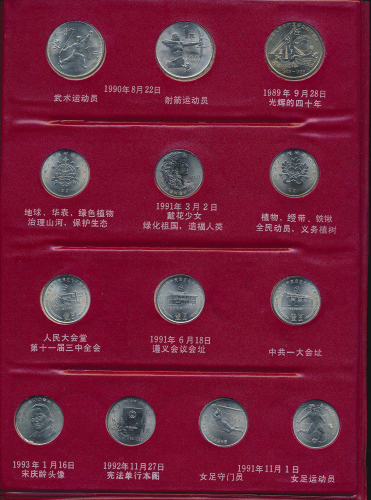 1990年8月22日
武术运动员
射箭运动员
1989年9月28日
光辉的四十年
地球、华表、绿色植物
治理山河、保护生态
1991年3月2日
戴花少女
绿化祖国、造福人类
植物、绶带、铁锹
全民动员、义务植树
人民大会堂
第十一届三中全会
1991年6月18日
遵义会议会址
中共一大会址
1993年1月16日
宋庆龄头像
1992年11月27日
宪法单行本图
1991年11月1日
女足守门员
女足运动员